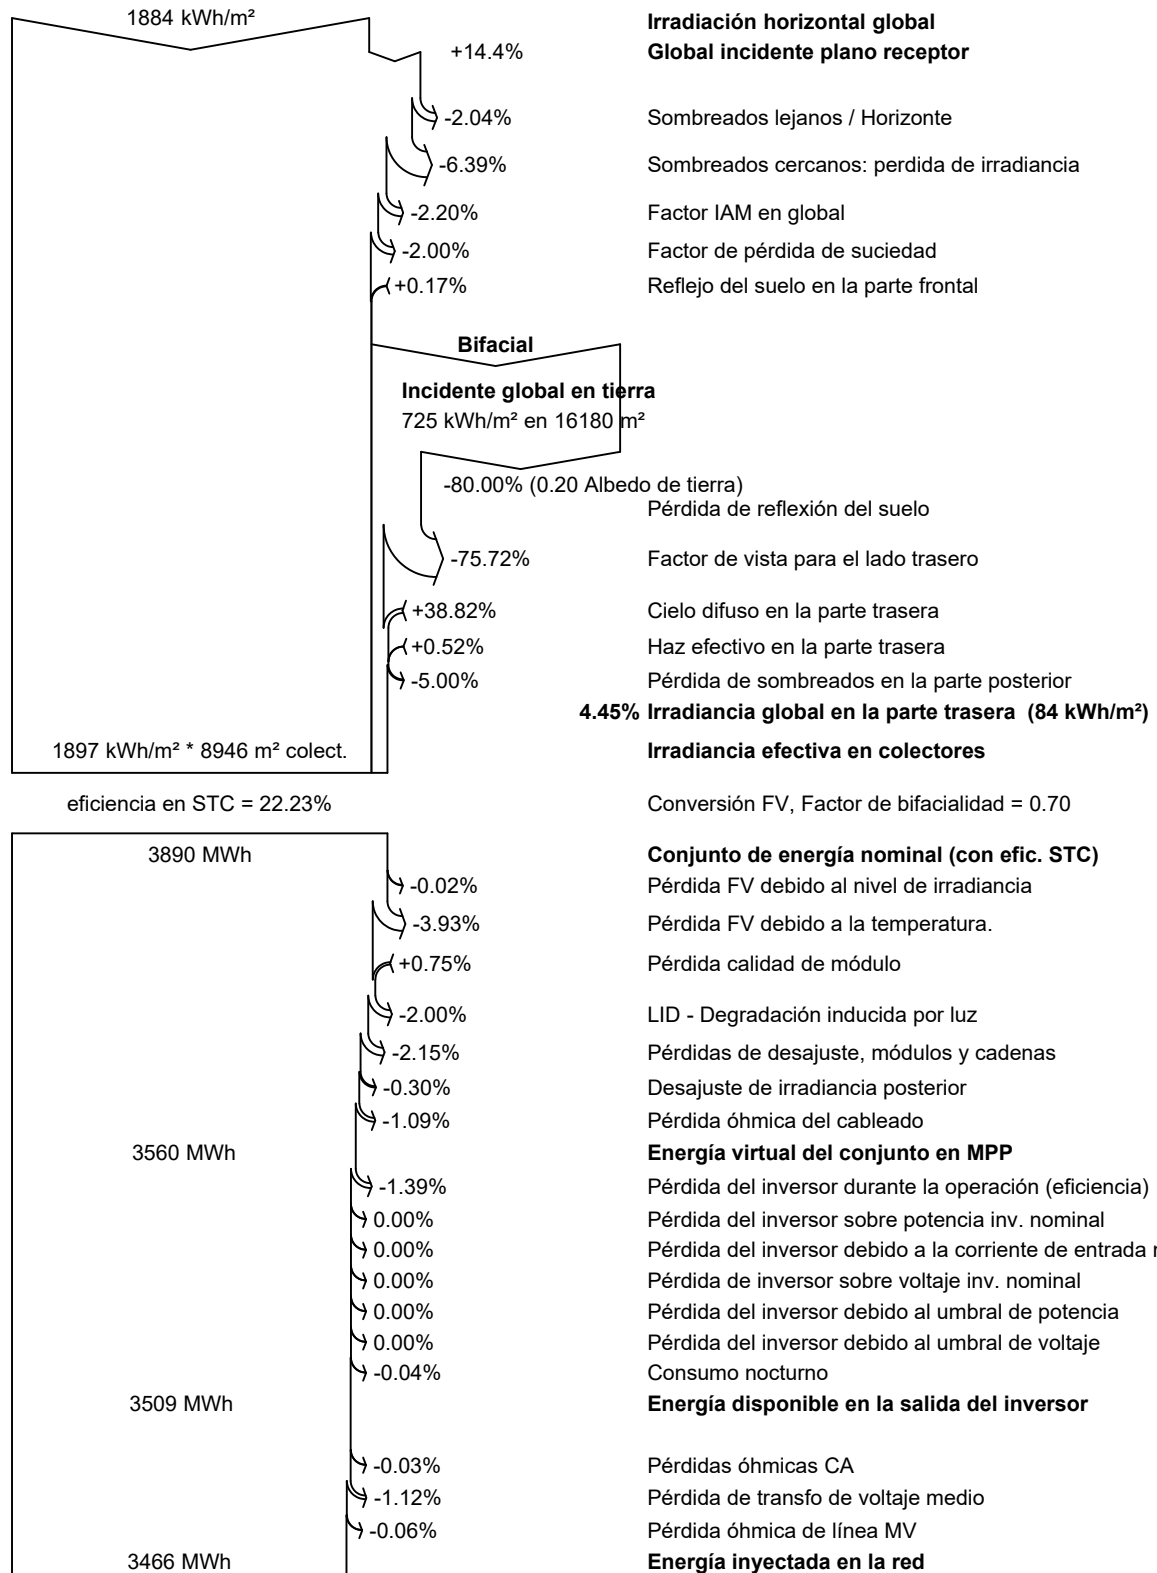 1884 kWh/m² Irradiación horizontal global
+14.4% Global incidente plano receptor
-2.04% Sombreados lejanos / Horizonte
-6.39% Sombreados cercanos: perdida de irradiancia
-2.20% Factor IAM en global
-2.00% Factor de pérdida de suciedad
+0.17% Reflejo del suelo en la parte frontal
Bifacial
Incidente global en tierra
725 kWh/m² en 16180 m²
-80.00% (0.20 Albedo de tierra)
Pérdida de reflexión del suelo
-75.72% Factor de vista para el lado trasero
+38.82% Cielo difuso en la parte trasera
+0.52% Haz efectivo en la parte trasera
-5.00% Pérdida de sombreados en la parte posterior
4.45% Irradiancia global en la parte trasera (84 kWh/m²)
1897 kWh/m² * 8946 m² colect. Irradiancia efectiva en colectores
eficiencia en STC = 22.23% Conversión FV, Factor de bifacialidad = 0.70
3890 MWh Conjunto de energía nominal (con efic. STC)
-0.02% Pérdida FV debido al nivel de irradiancia
-3.93% Pérdida FV debido a la temperatura.
+0.75% Pérdida calidad de módulo
-2.00% LID - Degradación inducida por luz
-2.15% Pérdidas de desajuste, módulos y cadenas
-0.30% Desajuste de irradiancia posterior
-1.09% Pérdida óhmica del cableado
3560 MWh Energía virtual del conjunto en MPP
-1.39% Pérdida del inversor durante la operación (eficiencia)
0.00% Pérdida del inversor sobre potencia inv. nominal
0.00% Pérdida del inversor debido a la corriente de entrada
0.00% Pérdida de inversor sobre voltaje inv. nominal
0.00% Pérdida del inversor debido al umbral de potencia
0.00% Pérdida del inversor debido al umbral de voltaje
-0.04% Consumo nocturno
3509 MWh Energía disponible en la salida del inversor
-0.03% Pérdidas óhmicas CA
-1.12% Pérdida de transfo de voltaje medio
-0.06% Pérdida óhmica de línea MV
3466 MWh Energía inyectada en la red